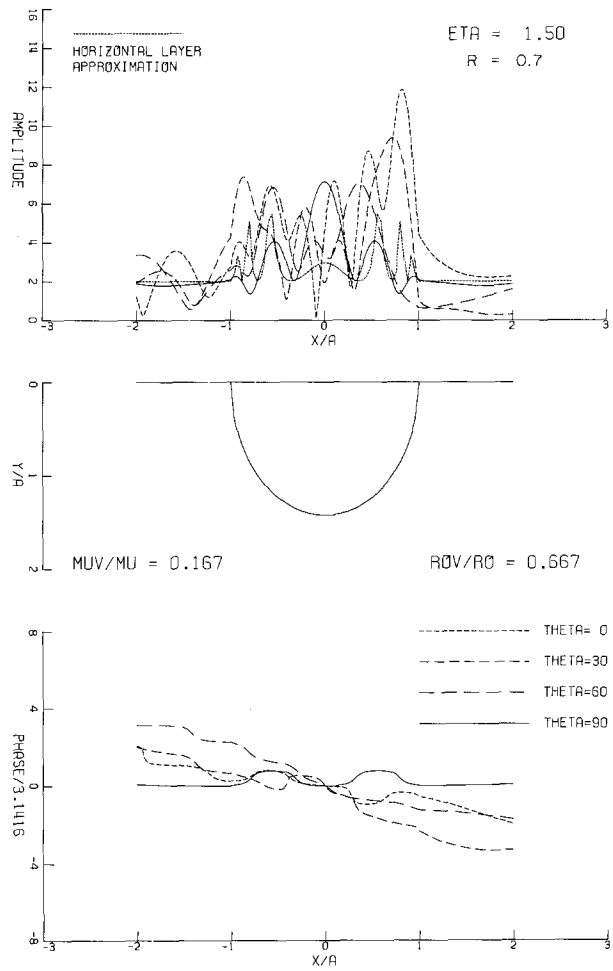 16
14
12
10
8
6
4
2
0
AMPLITUDE
HORIZONTAL LAYER
APPROXIMATION
ETA = 1.50
R = 0.7
-3 -2 -1 0 1 2 3
X/A
0
1
2
Y/A
MUV/MU = 0.167
ROV/RO = 0.667
8
4
0
-4
-8
PHASE/3.1416
THETA= 0
THETA=30
THETA=60
THETA=90
-3 -2 -1 0 1 2 3
X/A